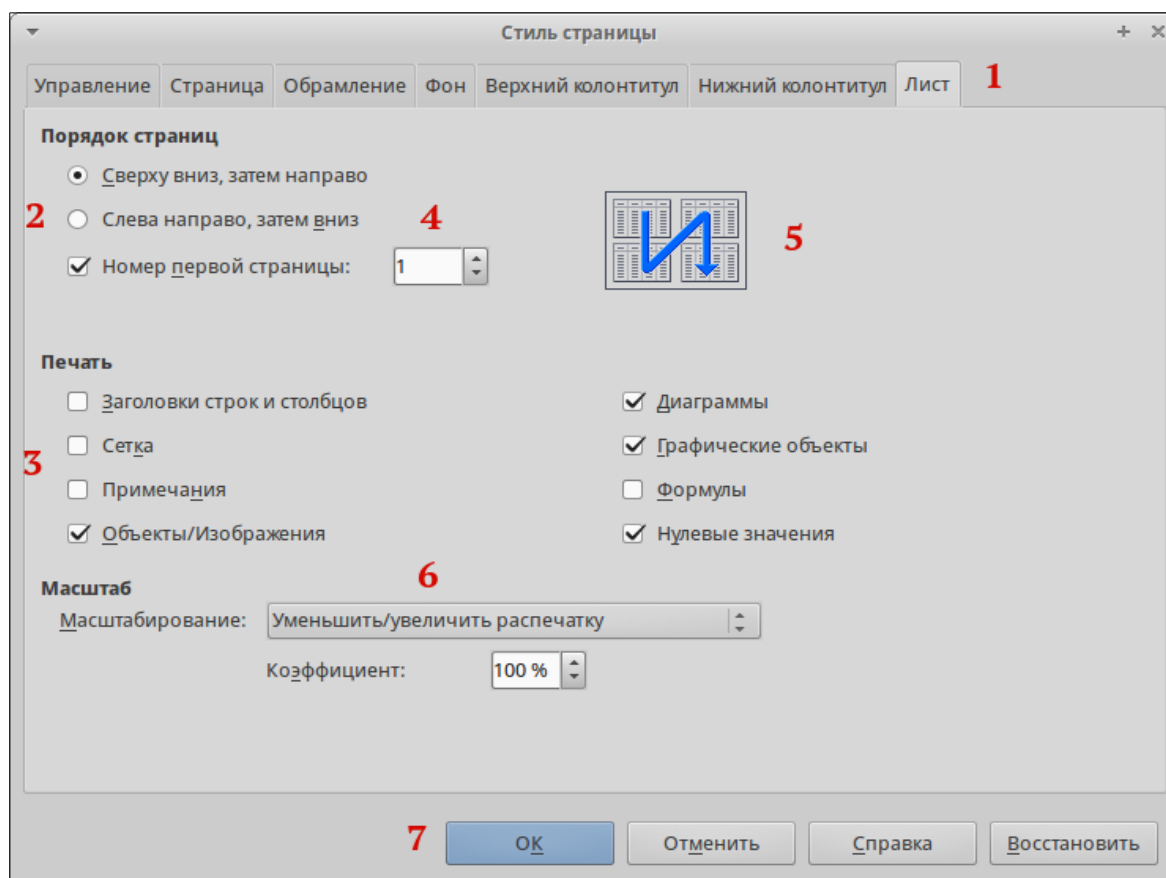 Стиль страницы
Управление Страница Обрамление Фон Верхний колонтитул Нижний колонтитул Лист 1
Порядок страниц
Сверху вниз, затем направо
2 Слева направо, затем вниз 4 5
Номер первой страницы: 1
Печать
Заголовки строк и столбцов Диаграммы
Сетка Графические объекты
3
Примечания Формулы
Объекты/Изображения Нулевые значения
6
Масштаб
Масштабирование: Уменьшить/увеличить распечатку
Коэффициент: 100 %
7 OK Отменить Справка Восстановить